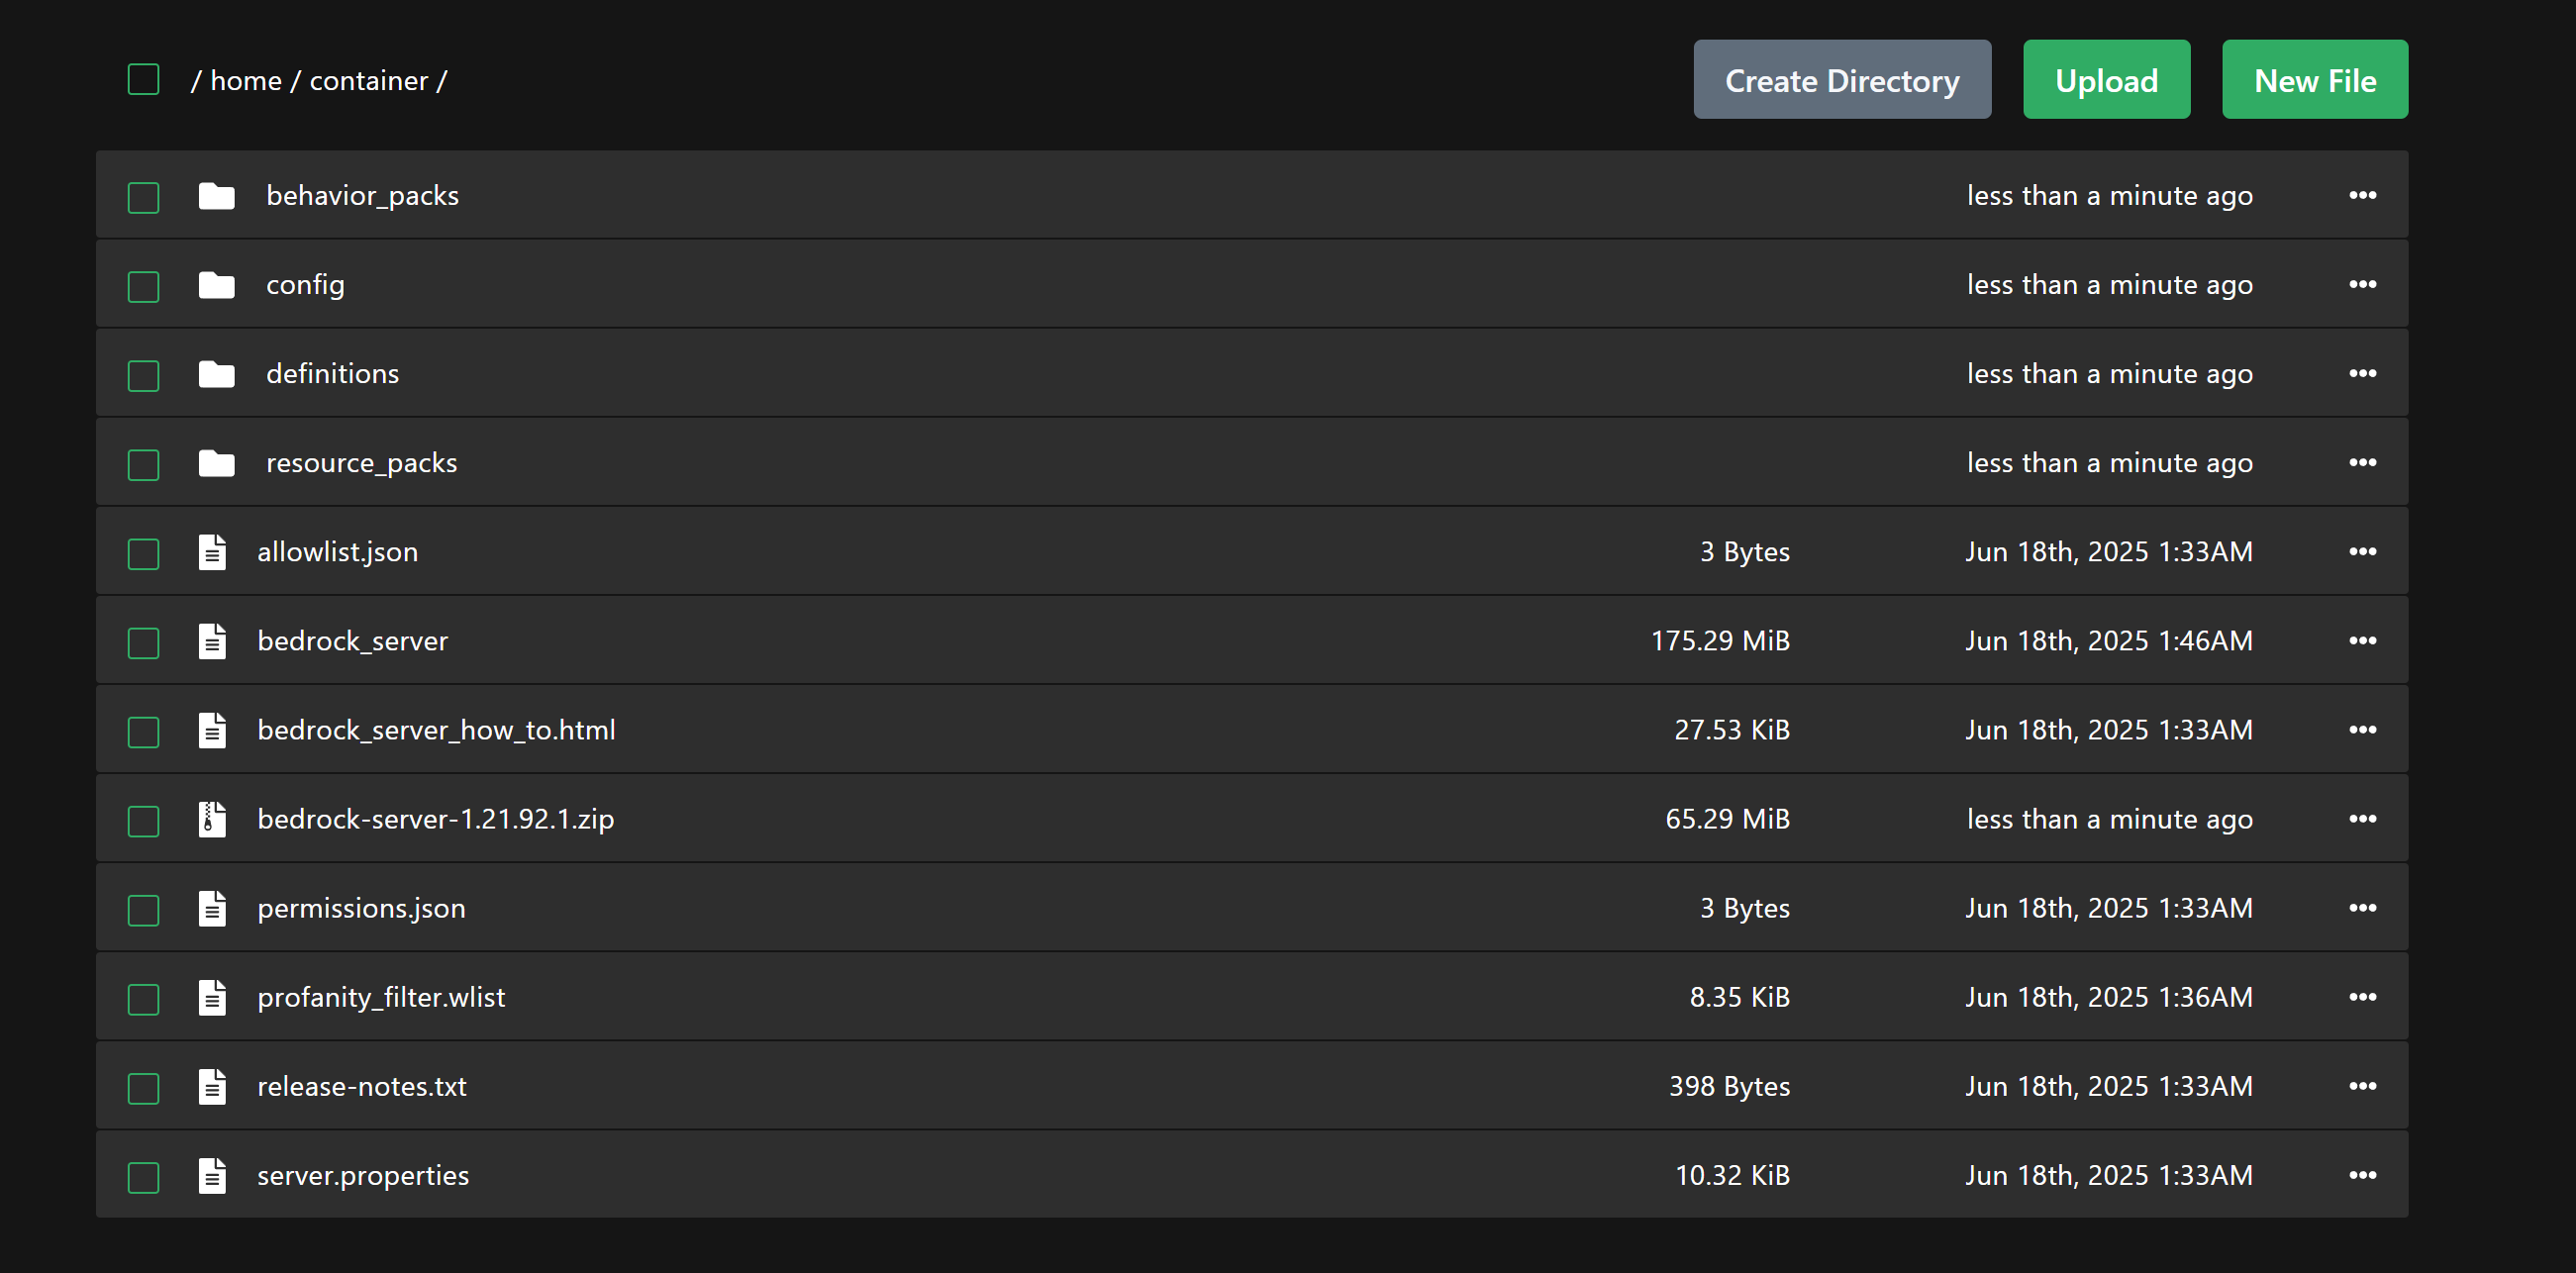 / home / container / Create Directory Upload New File
behavior_packs less than a minute ago
config less than a minute ago
definitions less than a minute ago
resource_packs less than a minute ago
allowlist.json 3 Bytes Jun 18th, 2025 1:33AM
bedrock_server 175.29 MiB Jun 18th, 2025 1:46AM
bedrock_server_how_to.html 27.53 KiB Jun 18th, 2025 1:33AM
bedrock-server-1.21.92.1.zip 65.29 MiB less than a minute ago
permissions.json 3 Bytes Jun 18th, 2025 1:33AM
profanity_filter.wlist 8.35 KiB Jun 18th, 2025 1:36AM
release-notes.txt 398 Bytes Jun 18th, 2025 1:33AM
server.properties 10.32 KiB Jun 18th, 2025 1:33AM